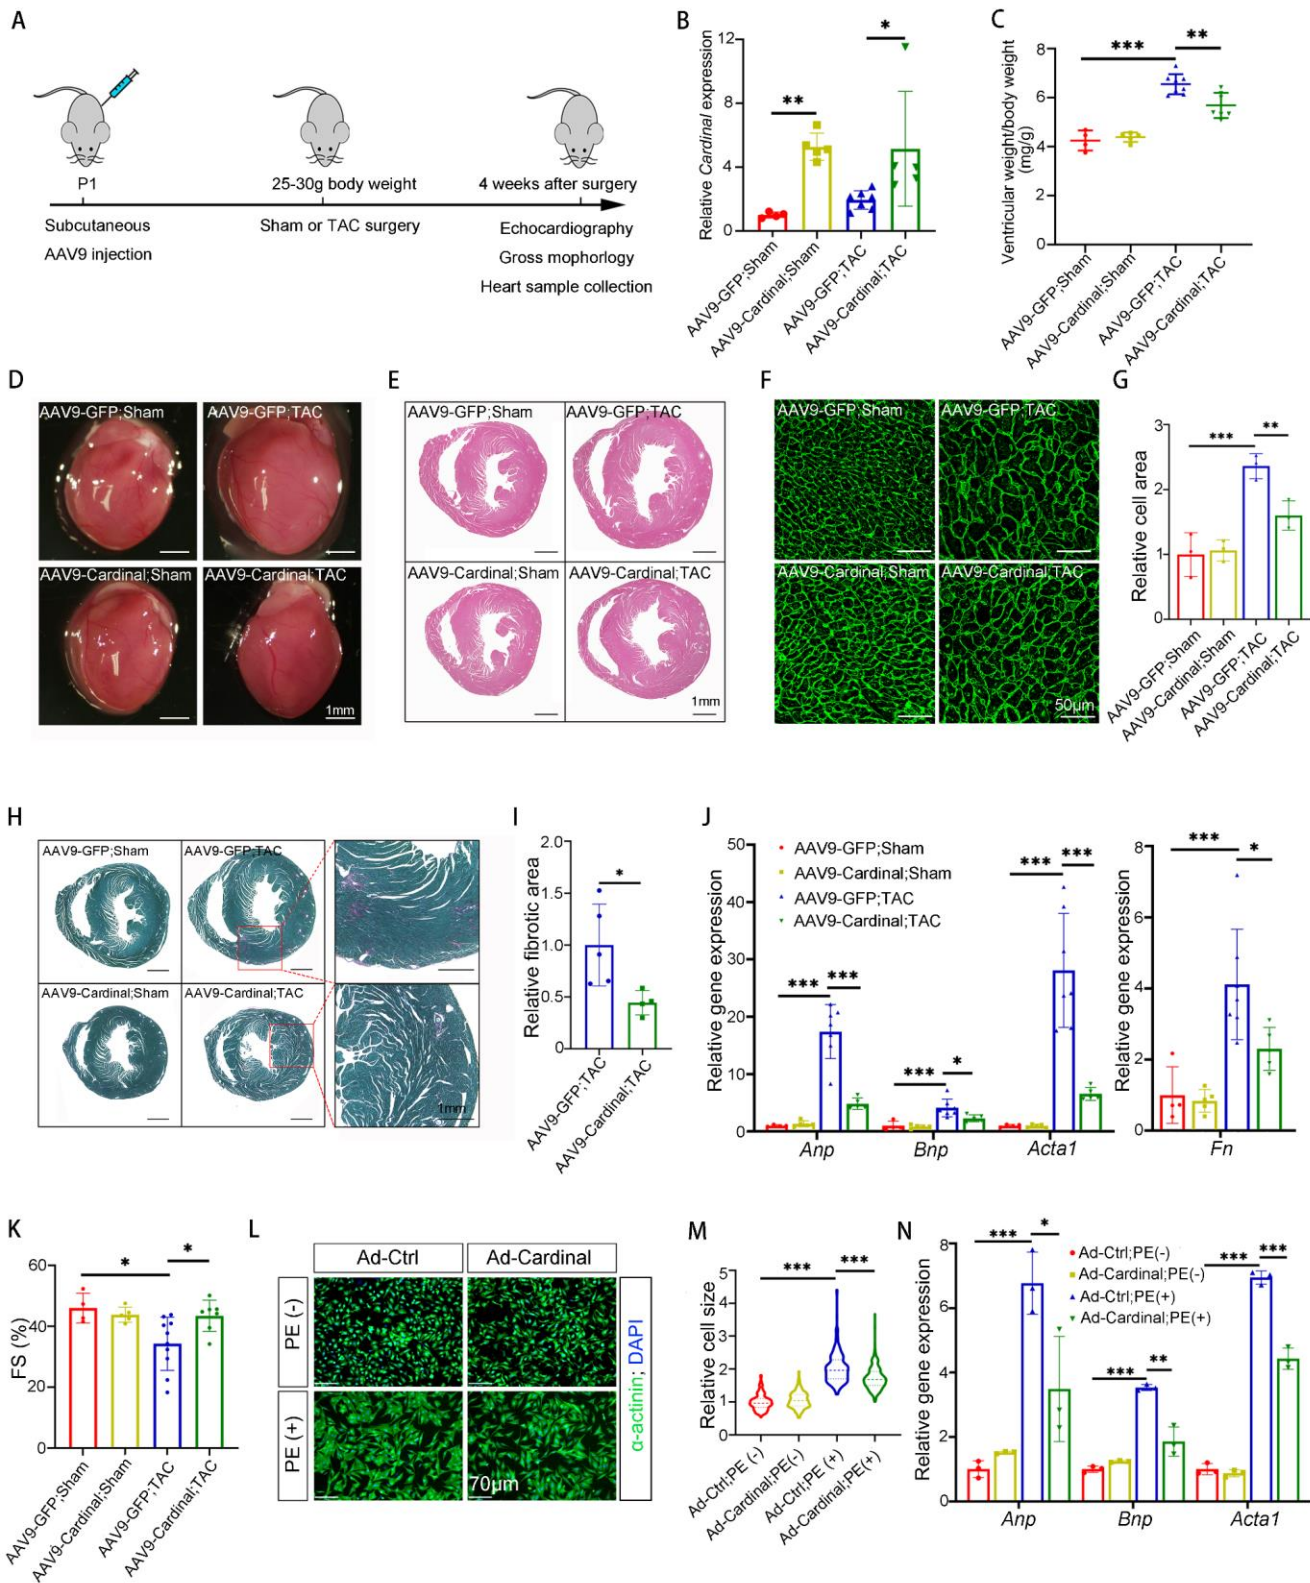 A
P1
25-30g body weight
4 weeks after surgery
Subcutaneous
AAV9 injection
Sham or TAC surgery
Echocardiography
Gross mophorlogy
Heart sample collection
B
Relative Cardinal expression
12
8
4
0
**
*
AAV9-GFP;Sham
AAV9-Cardinal;Sham
AAV9-GFP;TAC
AAV9-Cardinal;TAC
C
Ventricular weight/body weight
(mg/g)
8
6
4
2
0
***
**
AAV9-GFP;Sham
AAV9-Cardinal;Sham
AAV9-GFP;TAC
AAV9-Cardinal;TAC
D
AAV9-GFP;Sham
AAV9-GFP;TAC
AAV9-Cardinal;Sham
AAV9-Cardinal;TAC
1mm
E
AAV9-GFP;Sham
AAV9-GFP;TAC
AAV9-Cardinal;Sham
AAV9-Cardinal;TAC
1mm
F
AAV9-GFP;Sham
AAV9-GFP;TAC
AAV9-Cardinal;Sham
AAV9-Cardinal;TAC
50μm
G
Relative cell area
3
2
1
0
***
**
AAV9-GFP;Sham
AAV9-Cardinal;Sham
AAV9-GFP;TAC
AAV9-Cardinal;TAC
H
AAV9-GFP;Sham
AAV9-GFP;TAC
AAV9-Cardinal;Sham
AAV9-Cardinal;TAC
1mm
I
Relative fibrotic area
2.0
1.5
1.0
0.5
0
*
AAV9-GFP;TAC
AAV9-Cardinal;TAC
J
Relative gene expression
50
40
30
20
10
0
AAV9-GFP;Sham
AAV9-Cardinal;Sham
AAV9-GFP;TAC
AAV9-Cardinal;TAC
***
***
***
*
***
***
Anp
Bnp
Acta1
Relative gene expression
8
6
4
2
0
***
*
Fn
K
FS (%)
60
40
20
0
*
*
AAV9-GFP;Sham
AAV9-Cardinal;Sham
AAV9-GFP;TAC
AAV9-Cardinal;TAC
L
Ad-Ctrl
Ad-Cardinal
PE (-)
PE (+)
70μm
α-actinin; DAPI
M
Relative cell size
5
4
3
2
1
0
***
***
Ad-Ctrl;PE (-)
Ad-Cardinal;PE(-)
Ad-Ctrl;PE (+)
Ad-Cardinal;PE(+)
N
Relative gene expression
8
6
4
2
0
Ad-Ctrl;PE(-)
Ad-Cardinal;PE(-)
Ad-Ctrl;PE(+)
Ad-Cardinal;PE(+)
***
*
***
**
***
***
Anp
Bnp
Acta1